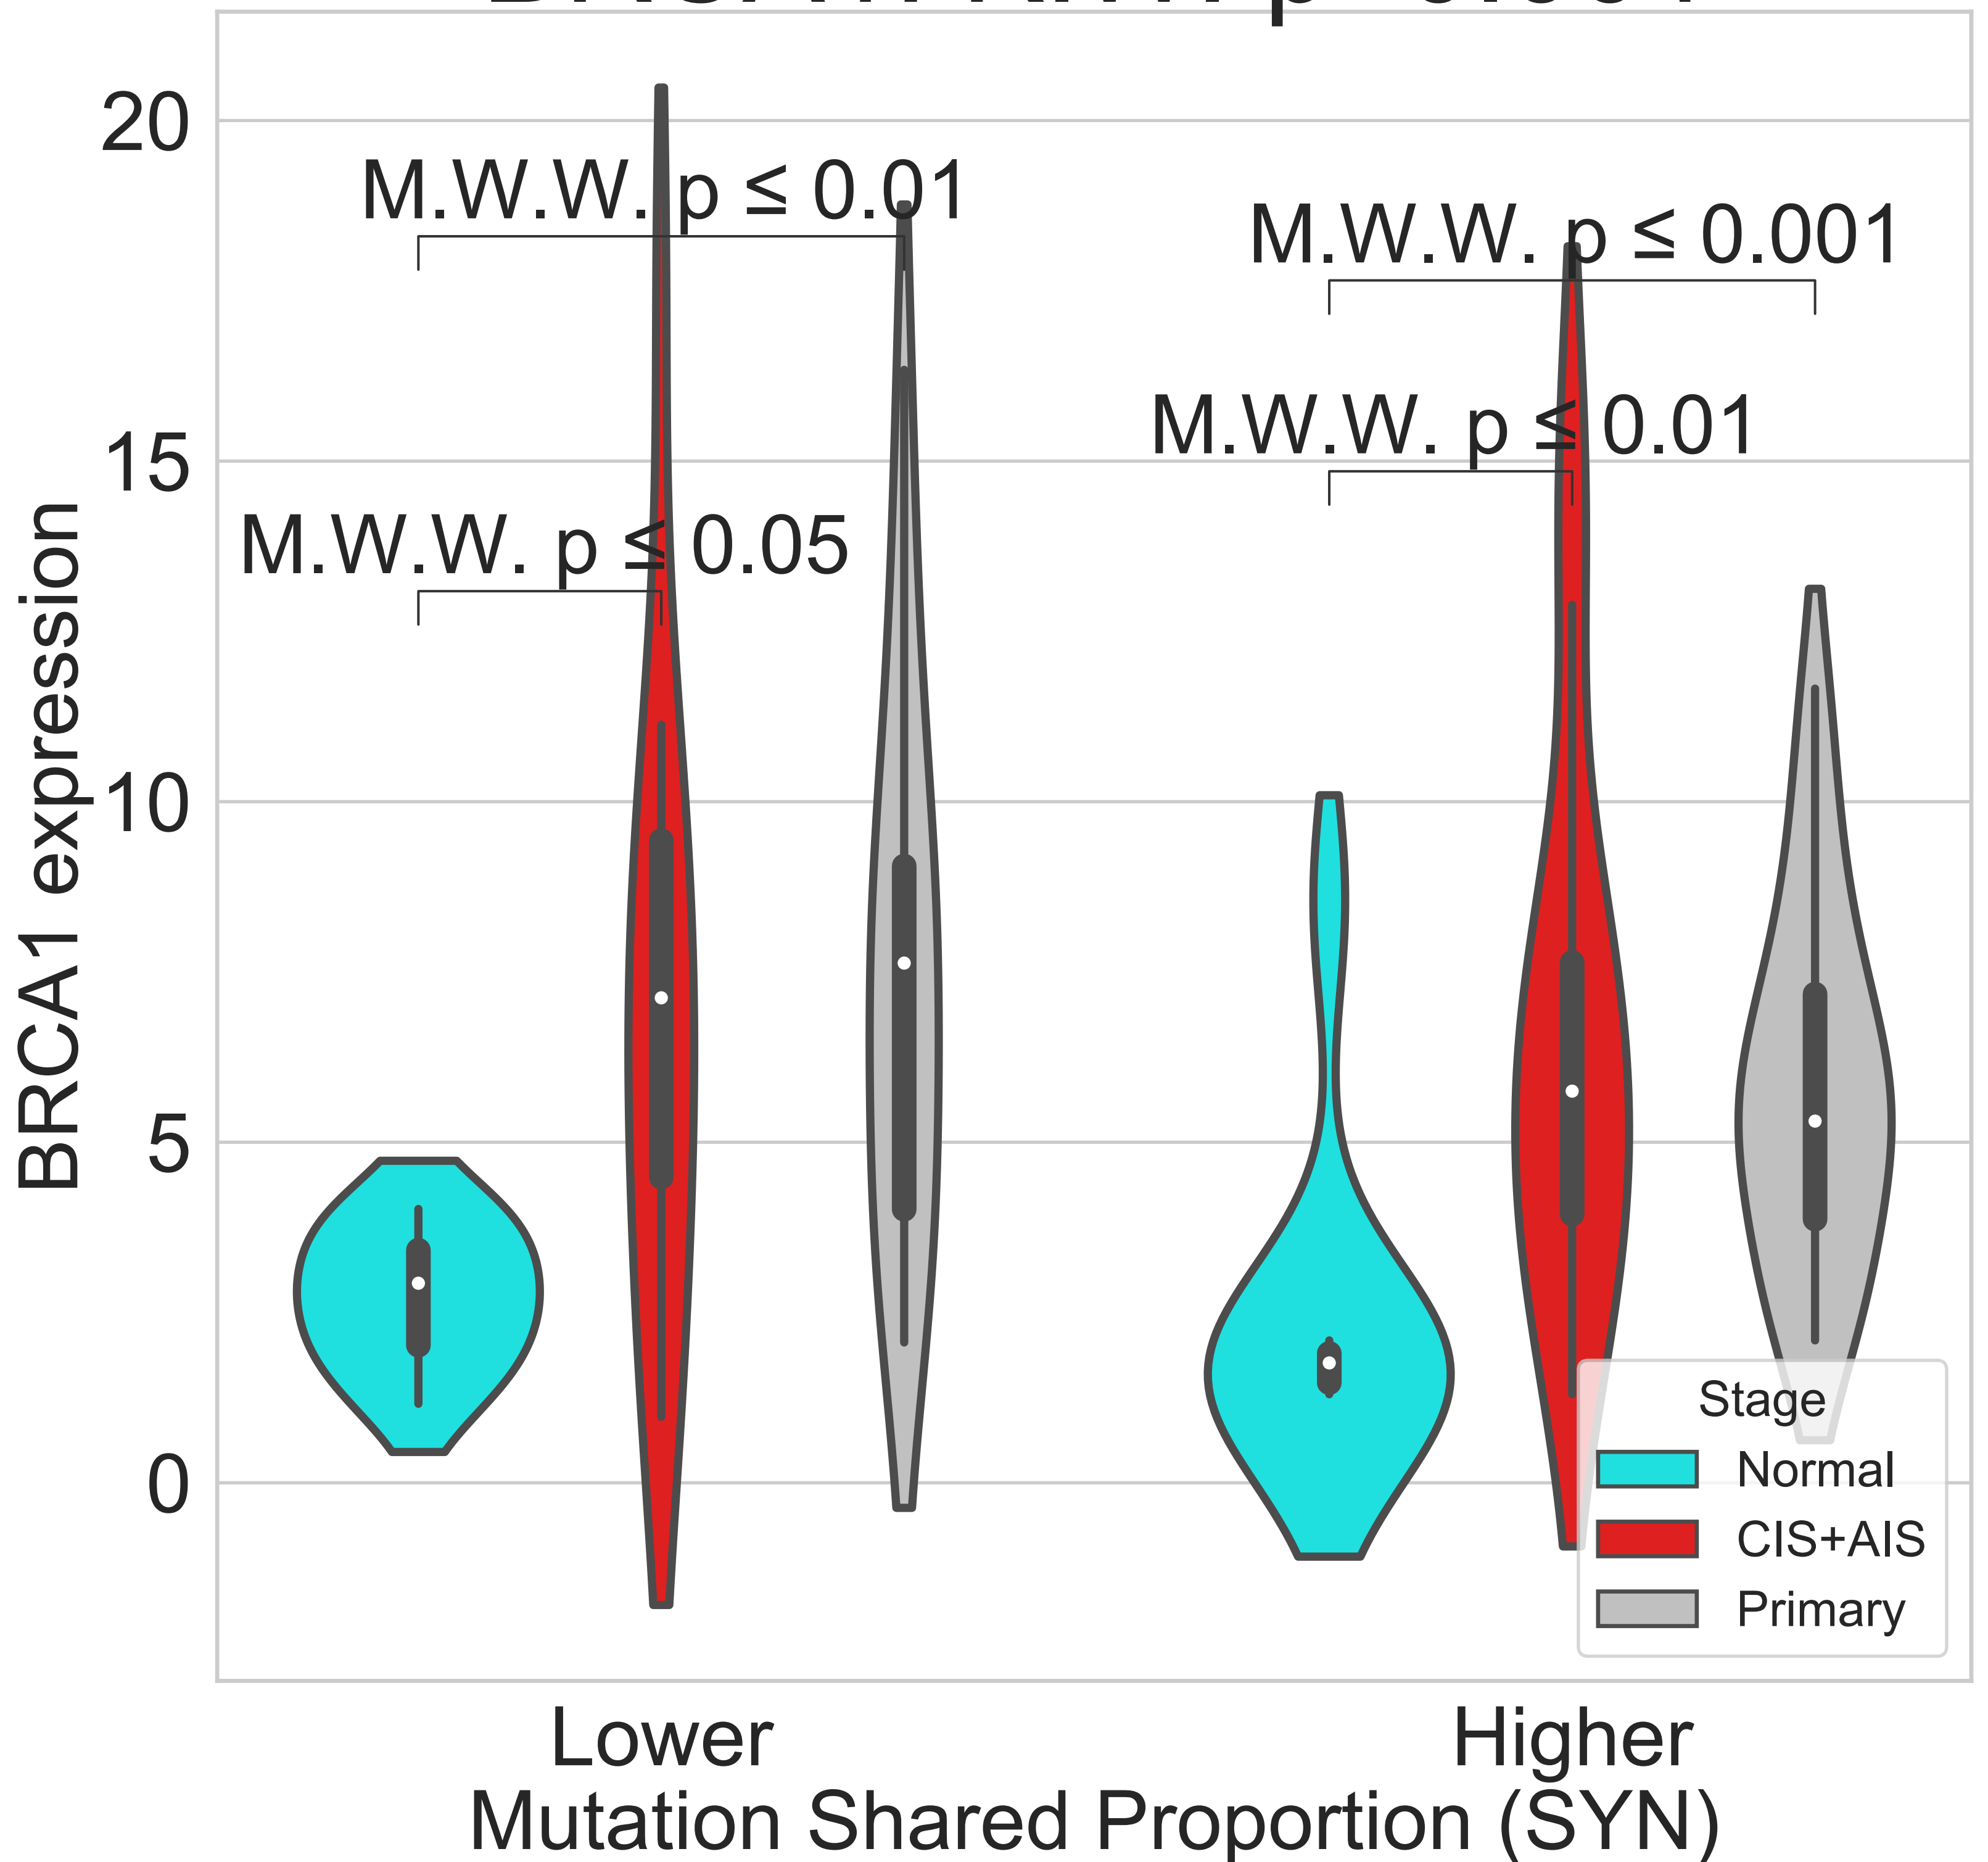 20
M.W.W. p ≤ 0.01
M.W.W. p ≤ 0.001
15
M.W.W. p ≤ 0.01
M.W.W. p ≤ 0.05
BRCA1 expression
10
5
0
Stage
Normal
CIS+AIS
Primary
Lower
Higher
Mutation Shared Proportion (SYN)